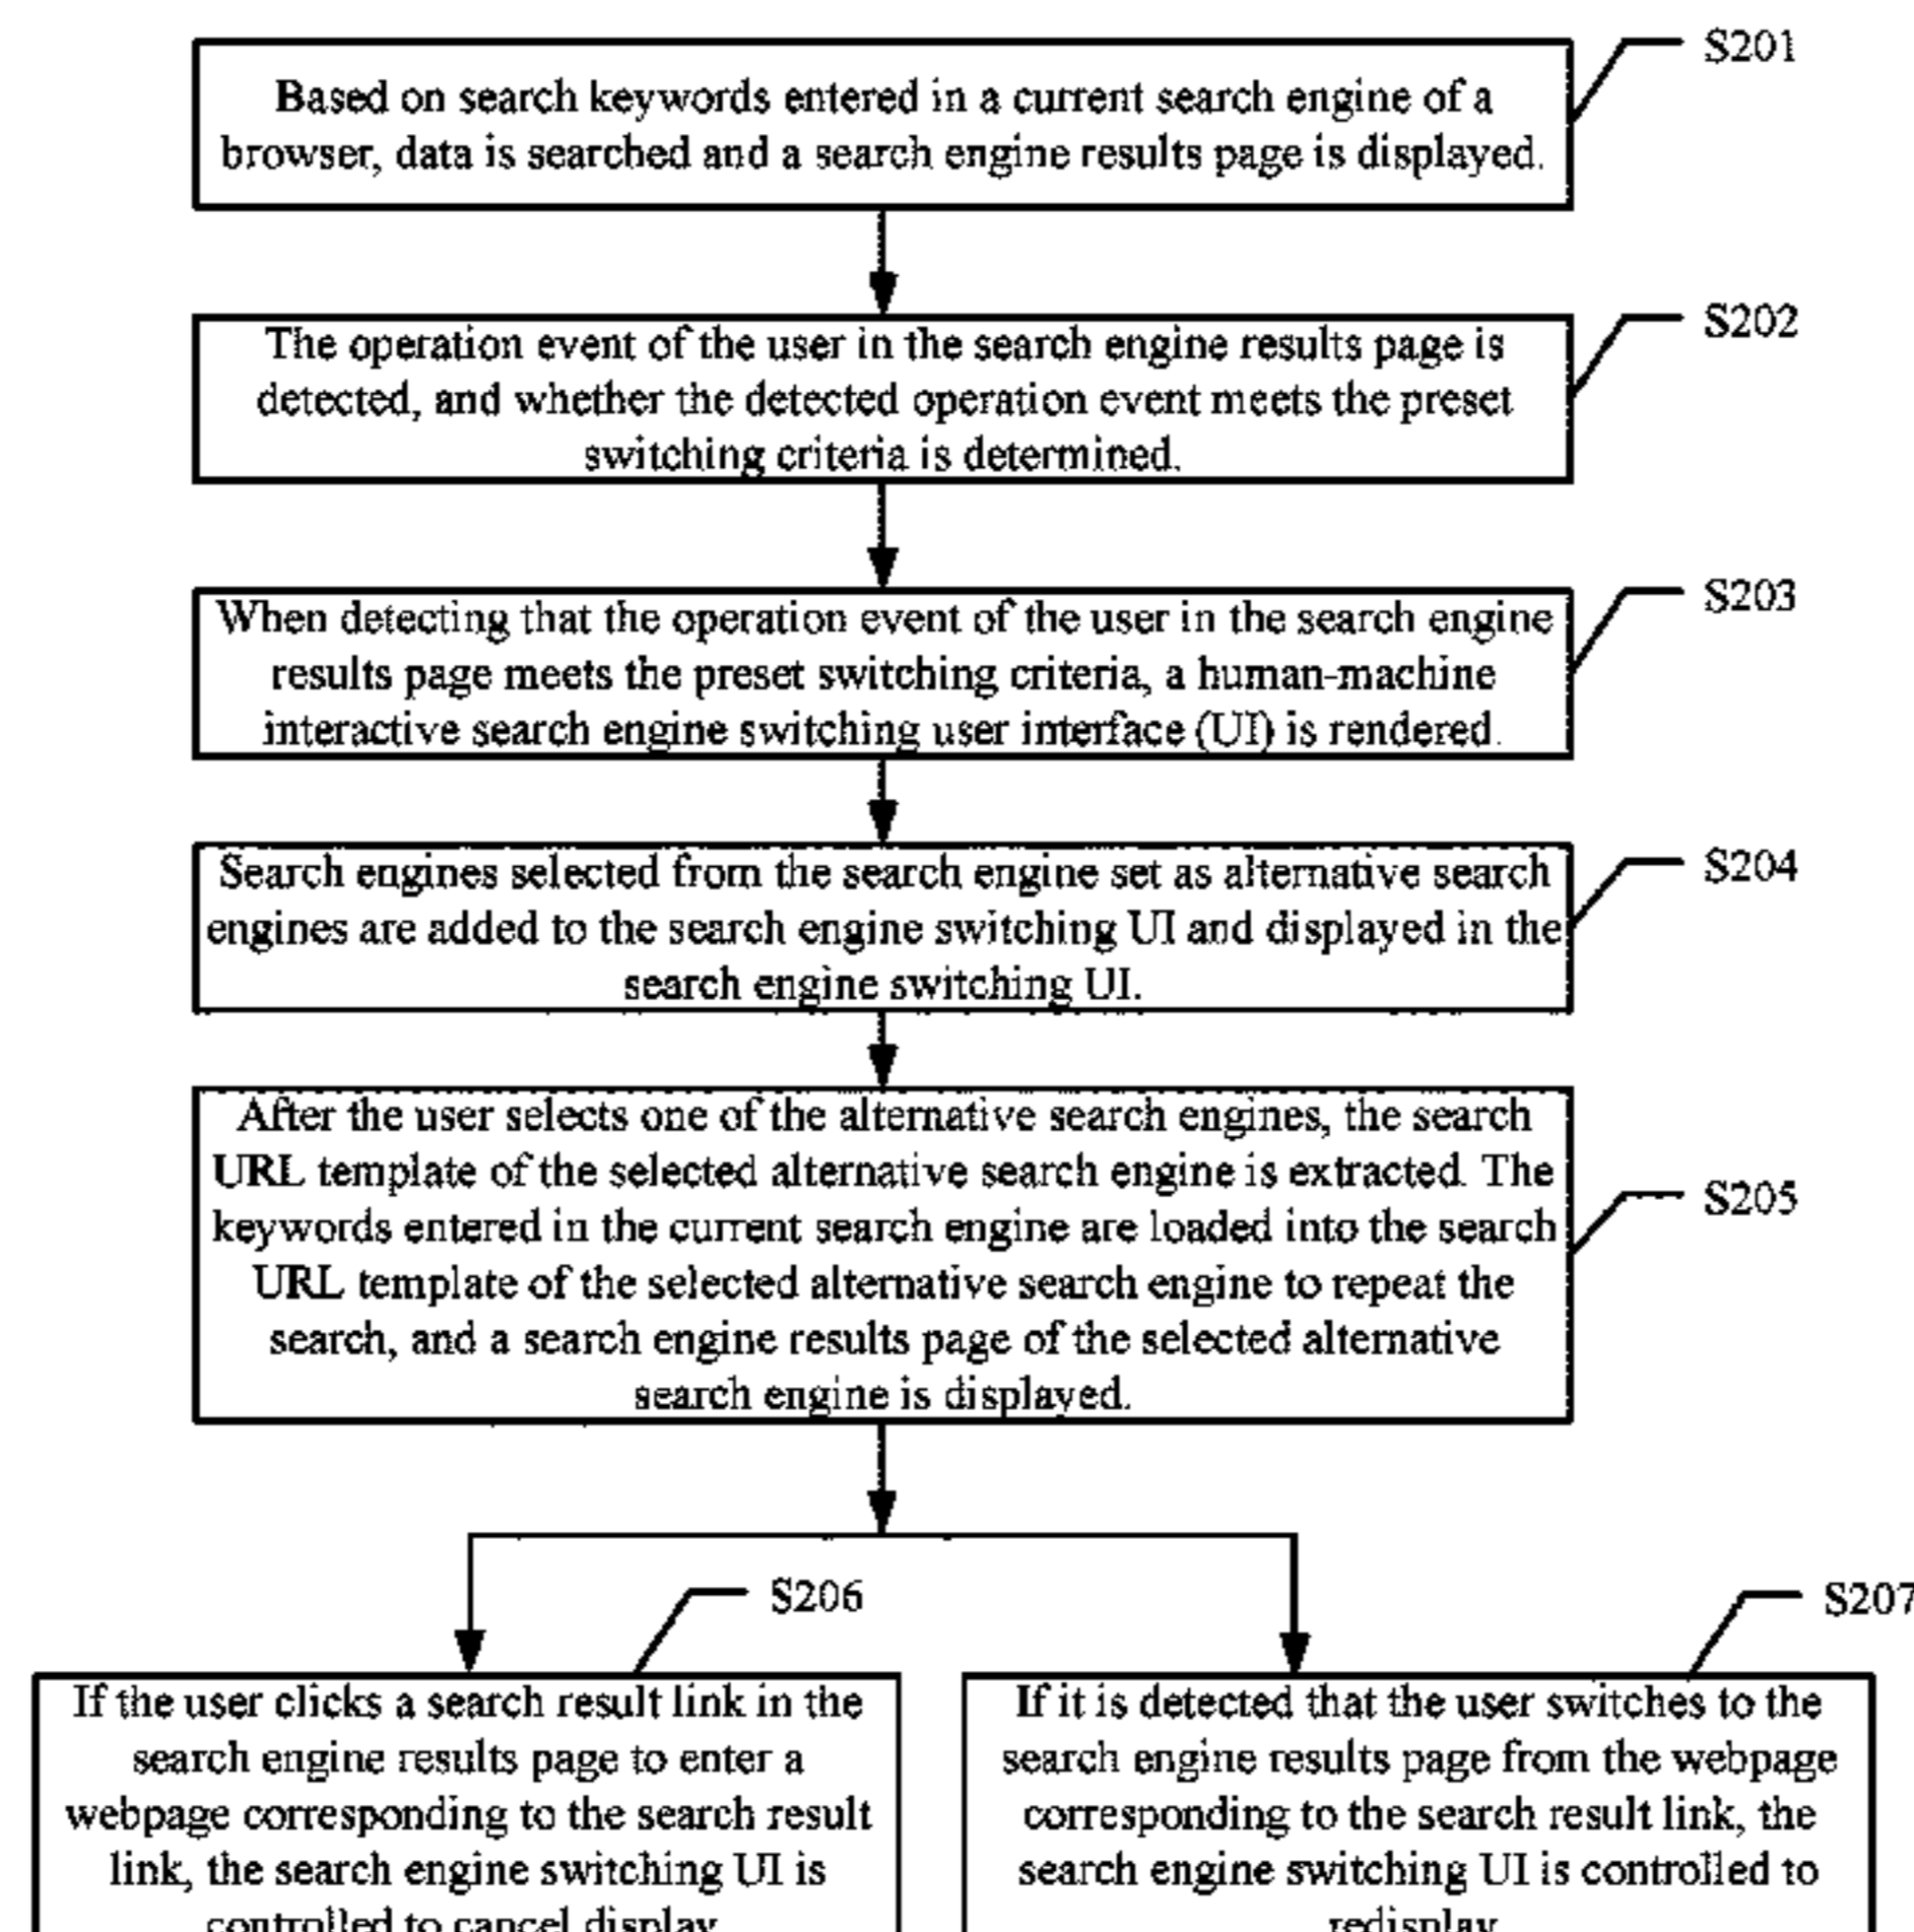 S201
Based on search keywords entered in a current search engine of a
browser, data is searched and a search engine results page is displayed.
S202
The operation event of the user in the search engine results page is
detected, and whether the detected operation event meets the preset
switching criteria is determined.
S203
When detecting that the operation event of the user in the search engine
results page meets the preset switching criteria, a human-machine
interactive search engine switching user interface (UI) is rendered.
S204
Search engines selected from the search engine set as alternative search
engines are added to the search engine switching UI and displayed in the
search engine switching UI.
S205
After the user selects one of the alternative search engines, the search
URL template of the selected alternative search engine is extracted. The
keywords entered in the current search engine are loaded into the search
URL template of the selected alternative search engine to repeat the
search, and a search engine results page of the selected alternative
search engine is displayed.
S206
If the user clicks a search result link in the
search engine results page to enter a
webpage corresponding to the search result
link, the search engine switching UI is
controlled to cancel display
S207
If it is detected that the user switches to the
search engine results page from the webpage
corresponding to the search result link, the
search engine switching UI is controlled to
redisplay